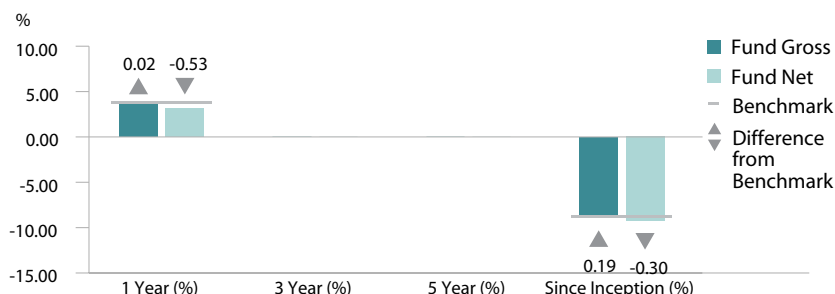 %
10.00
5.00
0.00
-5.00
-10.00
-15.00
0.02 -0.53
0.19 -0.30
1 Year (%) 3 Year (%) 5 Year (%) Since Inception (%)
Fund Gross
Fund Net
Benchmark
Difference
from
Benchmark